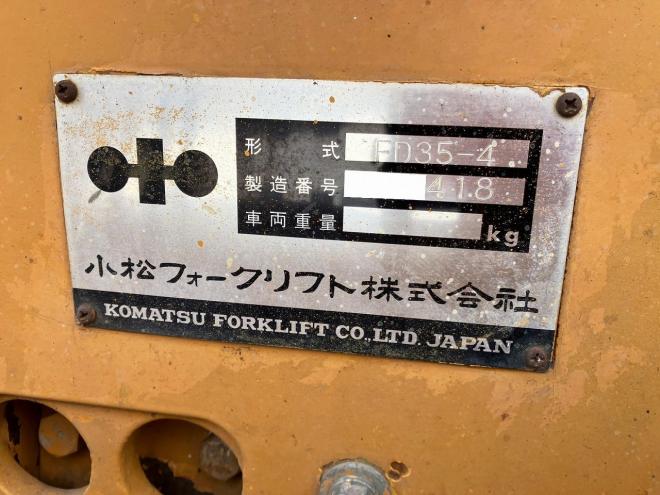 形式 FD35-4
製造番号 418
車両重量 kg
小松フォークリフト株式会社
KOMATSU FORKLIFT CO.,LTD. JAPAN